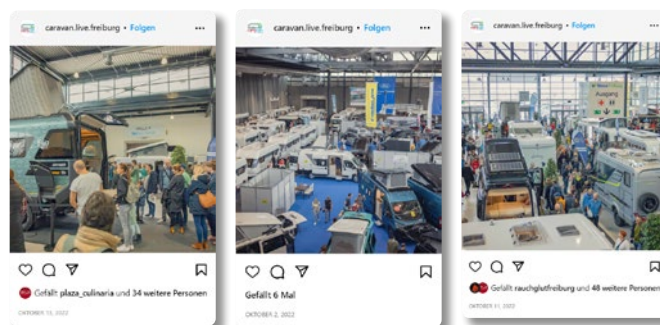 caravan.live.freiburg • Folgen
Gefällt plaza_culinaria und 34 weitere Personen
OKTOBER 15, 2022
caravan.live.freiburg • Folgen
Gefällt 6 Mal
OKTOBER 2, 2022
caravan.live.freiburg • Folgen
Ausgang
Gefällt rauchglutfreiburg und 48 weitere Personen
OKTOBER 11, 2022